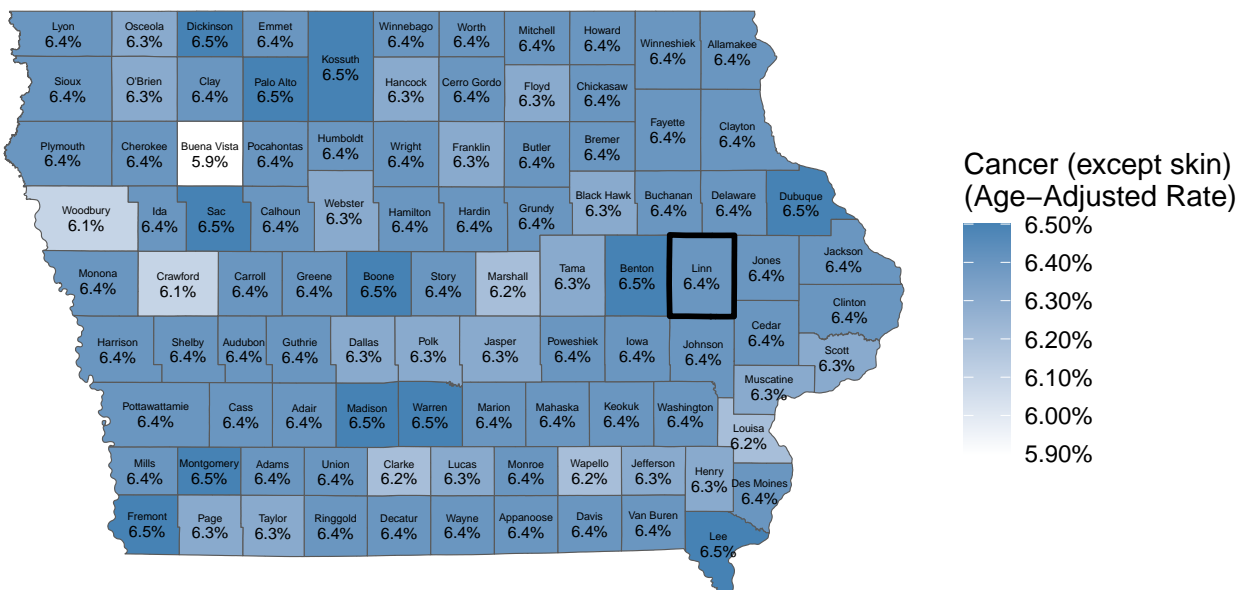 Lyon
6.4%
Osceola
6.3%
Dickinson
6.5%
Emmet
6.4%
Kossuth
6.5%
Winnebago
6.4%
Worth
6.4%
Mitchell
6.4%
Howard
6.4%
Winneshiek
6.4%
Allamakee
6.4%
Sioux
6.4%
O'Brien
6.3%
Clay
6.4%
Palo Alto
6.5%
Hancock
6.3%
Cerro Gordo
6.4%
Floyd
6.3%
Chickasaw
6.4%
Fayette
6.4%
Clayton
6.4%
Plymouth
6.4%
Cherokee
6.4%
Buena Vista
5.9%
Pocahontas
6.4%
Humboldt
6.4%
Wright
6.4%
Franklin
6.3%
Butler
6.4%
Bremer
6.4%
Woodbury
6.1%
Ida
6.4%
Sac
6.5%
Calhoun
6.4%
Webster
6.3%
Hamilton
6.4%
Hardin
6.4%
Grundy
6.4%
Black Hawk
6.3%
Buchanan
6.4%
Delaware
6.4%
Dubuque
6.5%
Monona
6.4%
Crawford
6.1%
Carroll
6.4%
Greene
6.4%
Boone
6.5%
Story
6.4%
Marshall
6.2%
Tama
6.3%
Benton
6.5%
Linn
6.4%
Jones
6.4%
Jackson
6.4%
Clinton
6.4%
Harrison
6.4%
Shelby
6.4%
Audubon
6.4%
Guthrie
6.4%
Dallas
6.3%
Polk
6.3%
Jasper
6.3%
Poweshiek
6.4%
Iowa
6.4%
Johnson
6.4%
Cedar
6.4%
Scott
6.3%
Muscatine
6.3%
Pottawattamie
6.4%
Cass
6.4%
Adair
6.4%
Madison
6.5%
Warren
6.5%
Marion
6.4%
Mahaska
6.4%
Keokuk
6.4%
Washington
6.4%
Louisa
6.2%
Mills
6.4%
Montgomery
6.5%
Adams
6.4%
Union
6.4%
Clarke
6.2%
Lucas
6.3%
Monroe
6.4%
Wapello
6.2%
Jefferson
6.3%
Henry
6.3%
Des Moines
6.4%
Fremont
6.5%
Page
6.3%
Taylor
6.3%
Ringgold
6.4%
Decatur
6.4%
Wayne
6.4%
Appanoose
6.4%
Davis
6.4%
Van Buren
6.4%
Lee
6.5%
Cancer (except skin)
(Age−Adjusted Rate)
6.50%
6.40%
6.30%
6.20%
6.10%
6.00%
5.90%